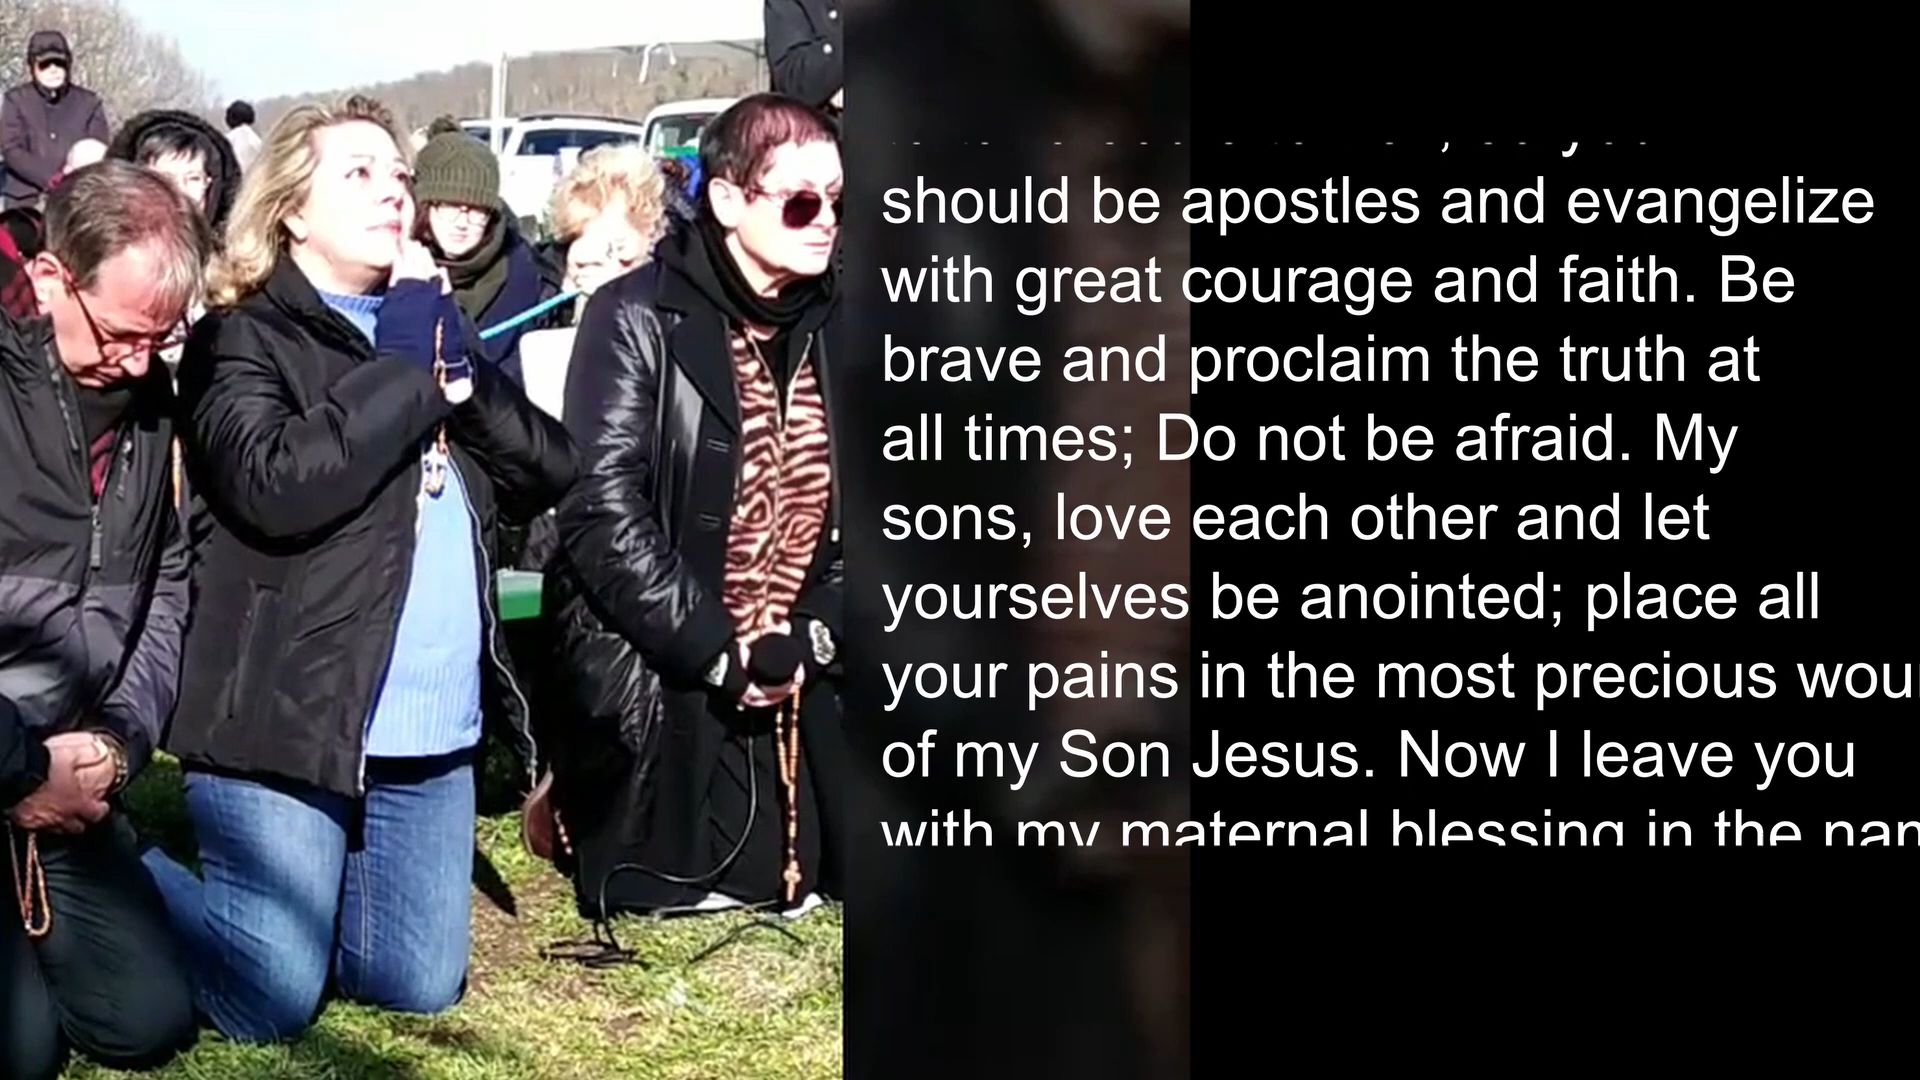 should be apostles and evangelize
with great courage and faith. Be
brave and proclaim the truth at
all times; Do not be afraid. My
sons, love each other and let
yourselves be anointed; place all
your pains in the most precious
of my Son Jesus. Now I leave you
with my maternal blessing in the